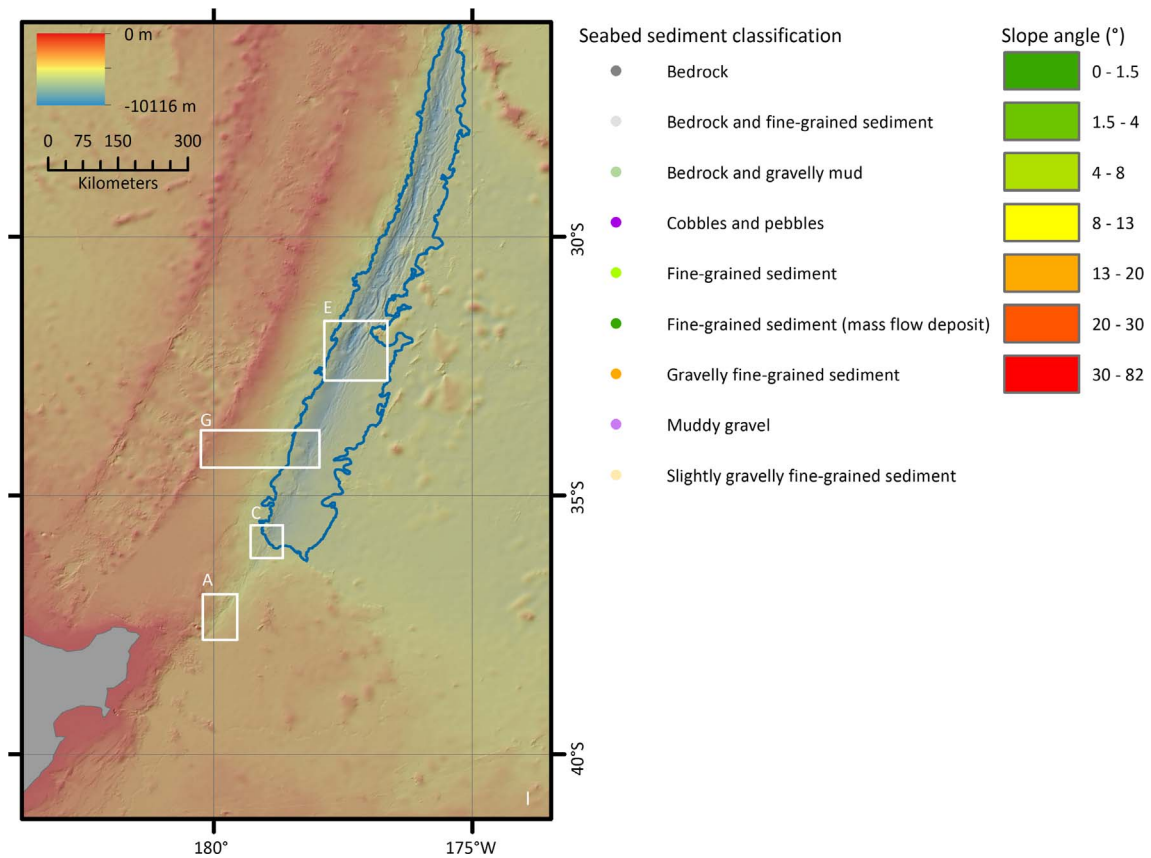 0 m
-10116 m
0 75 150 300
Kilometers
E
G
C
A
I
30°S
35°S
40°S
180°
175°W
Seabed sediment classification
Bedrock
Bedrock and fine-grained sediment
Bedrock and gravelly mud
Cobbles and pebbles
Fine-grained sediment
Fine-grained sediment (mass flow deposit)
Gravelly fine-grained sediment
Muddy gravel
Slightly gravelly fine-grained sediment
Slope angle (°)
0 - 1.5
1.5 - 4
4 - 8
8 - 13
13 - 20
20 - 30
30 - 82